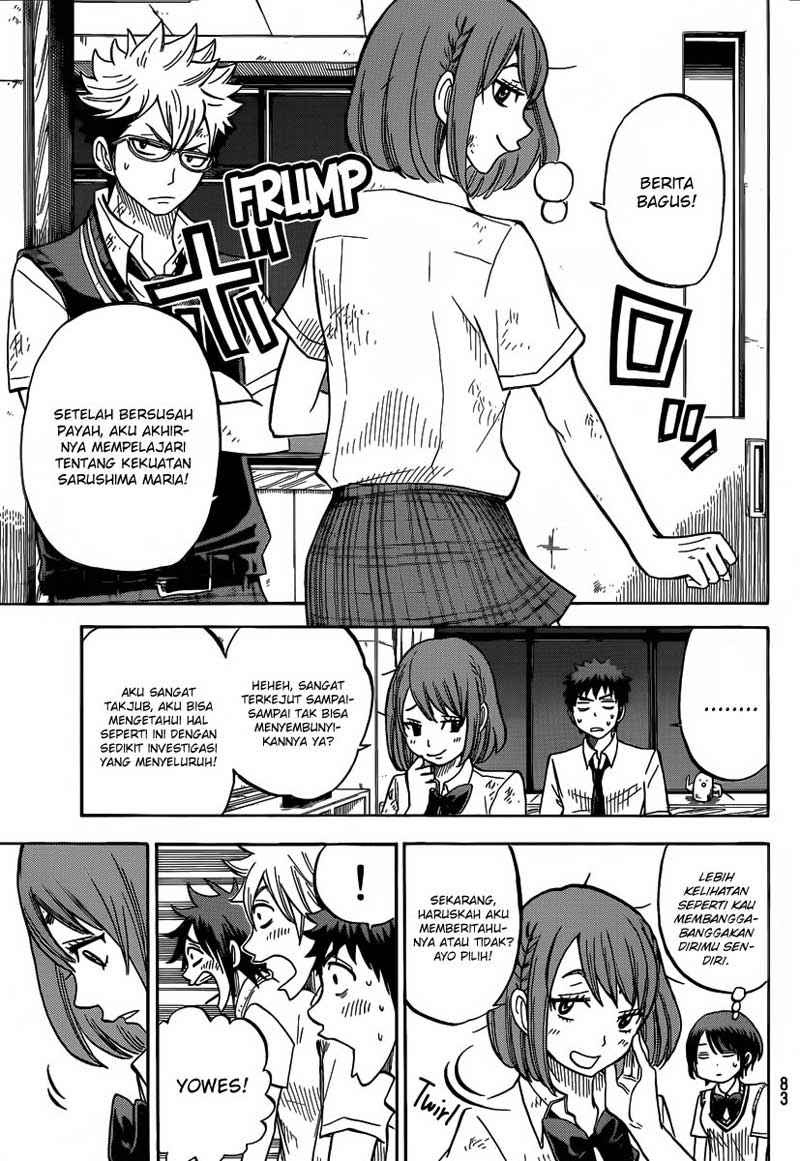 BERITA
BAGUS!
FRUMP
SETELAH BERSUSAH
PAYAH, AKU AKHIR-
NYA MEMPELAJARI
TENTANG KEKUATAN
SARUSHIMA MARIA!
.........
HEHEH, SANGAT
TERKEJUT SAMPAI-
SAMPAI TAK BISA
MENYEMBUNYI-
KANNYA YA?
AKU SANGAT
TAKJUB, AKU BISA
MENGETAHUI HAL
SEPERTI INI DENGAN
SEDIKIT INVESTIGASI
YANG MENYELURUH!
LEBIH
KELIHATAN
SEPERTI KAU
MEMBANGGA-
BANGGAKAN
DIRIMU SEN-
DIRI.
SEKARANG,
HARUSKAH AKU
MEMBERITAHU-
NYA ATAU TIDAK?
AYO PILIH!
Twirl
!
YOWES!
83